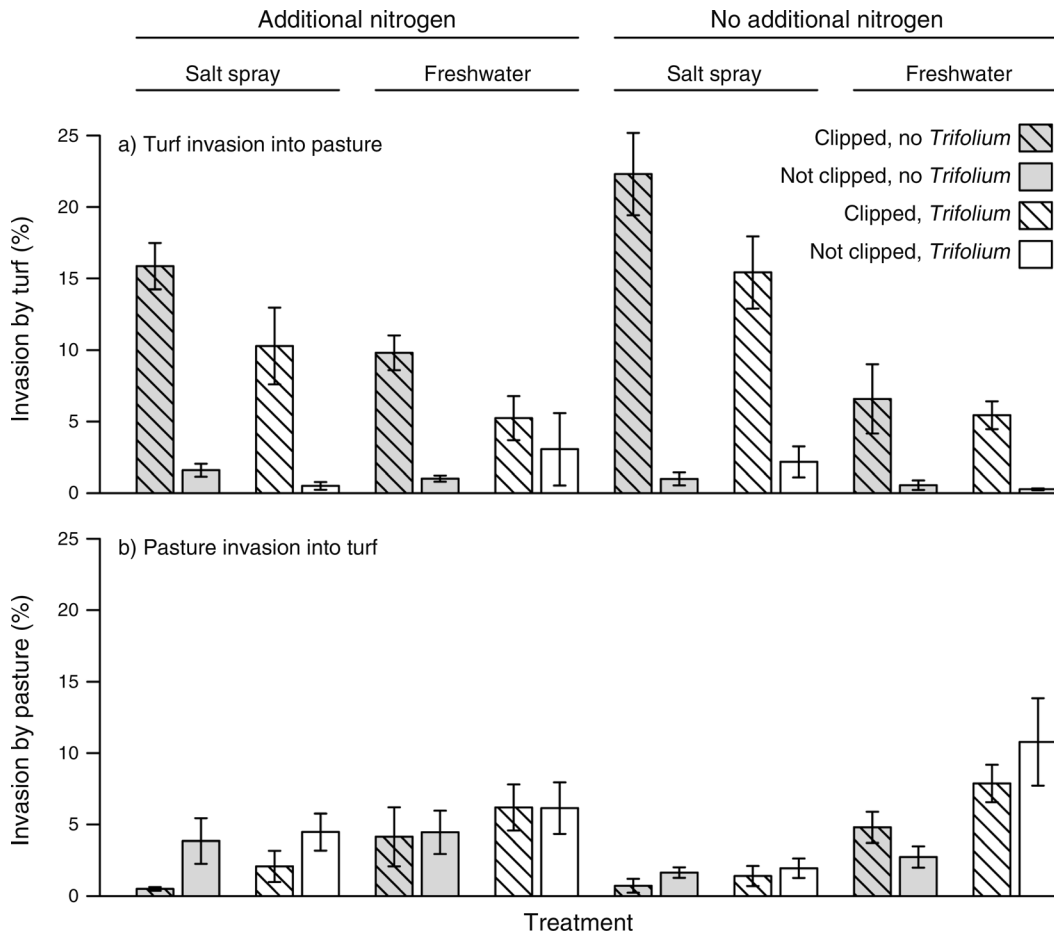 Additional nitrogen
No additional nitrogen
Salt spray
Freshwater
Salt spray
Freshwater
a) Turf invasion into pasture
Clipped, no Trifolium
Not clipped, no Trifolium
Clipped, Trifolium
Not clipped, Trifolium
Invasion by turf (%)
25
20
15
10
5
0
b) Pasture invasion into turf
Invasion by pasture (%)
25
20
15
10
5
0
Treatment